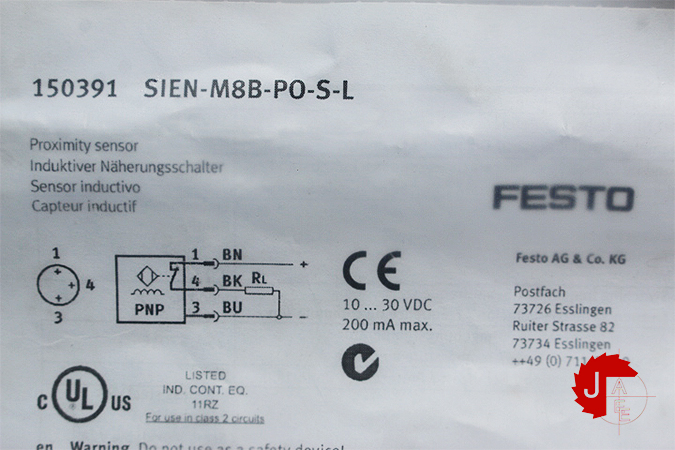 150391 SIEN-M8B-PO-S-L
Proximity sensor
Induktiver Näherungsschalter
Sensor inductivo
Capteur inductif
FESTO
1
4
3
PNP
1 BN +
4 BK RL
3 BU –
CE
10 ... 30 VDC
200 mA max.
Festo AG & Co. KG
Postfach
73726 Esslingen
Ruiter Strasse 82
73734 Esslingen
++49 (0) 711
C UL US
LISTED
IND. CONT. EQ.
11RZ
For use in class 2 circuits
J
en Warning Do not use as a safety device!